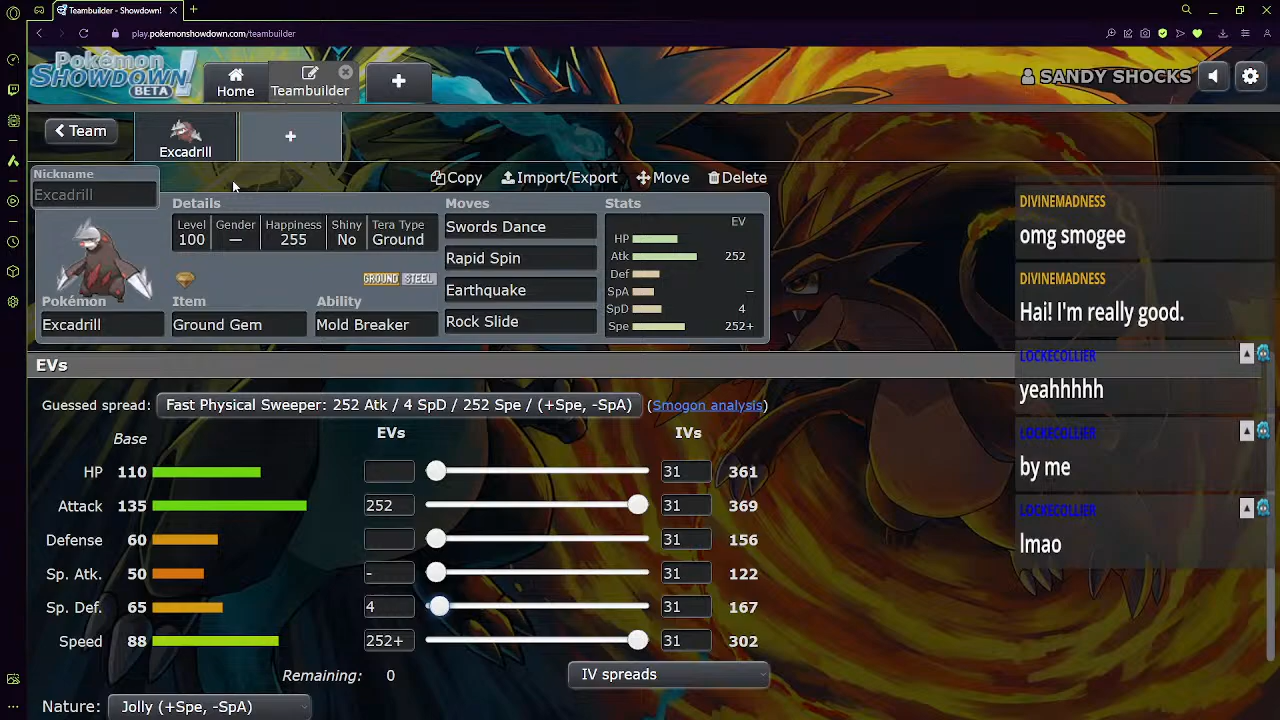 Teambuilder - Showdown!
play.pokemonshowdown.com/teambuilder
Pokémon
SHOWDOWN!
BETA
Home
Teambuilder
SANDY SHOCKS
Team
Excadrill
Nickname
Excadrill
Copy
Import/Export
Move
Delete
Details
Level
100
Gender
—
Happiness
255
Shiny
No
Tera Type
Ground
GROUND STEEL
Pokémon
Excadrill
Item
Ground Gem
Ability
Mold Breaker
Moves
Swords Dance
Rapid Spin
Earthquake
Rock Slide
Stats
EV
HP
Atk 252
Def
SpA –
SpD 4
Spe 252+
DIVINEMADNESS
omg smogee
DIVINEMADNESS
Hai! I'm really good.
LOCKECOLLIER
yeahhhhh
LOCKECOLLIER
by me
LOCKECOLLIER
lmao
EVs
Guessed spread: Fast Physical Sweeper: 252 Atk / 4 SpD / 252 Spe / (+Spe, -SpA) (Smogon analysis)
Base EVs IVs
HP 110 31 361
Attack 135 252 31 369
Defense 60 31 156
Sp. Atk. 50 - 31 122
Sp. Def. 65 4 31 167
Speed 88 252+ 31 302
Remaining: 0
IV spreads
Nature: Jolly (+Spe, -SpA)